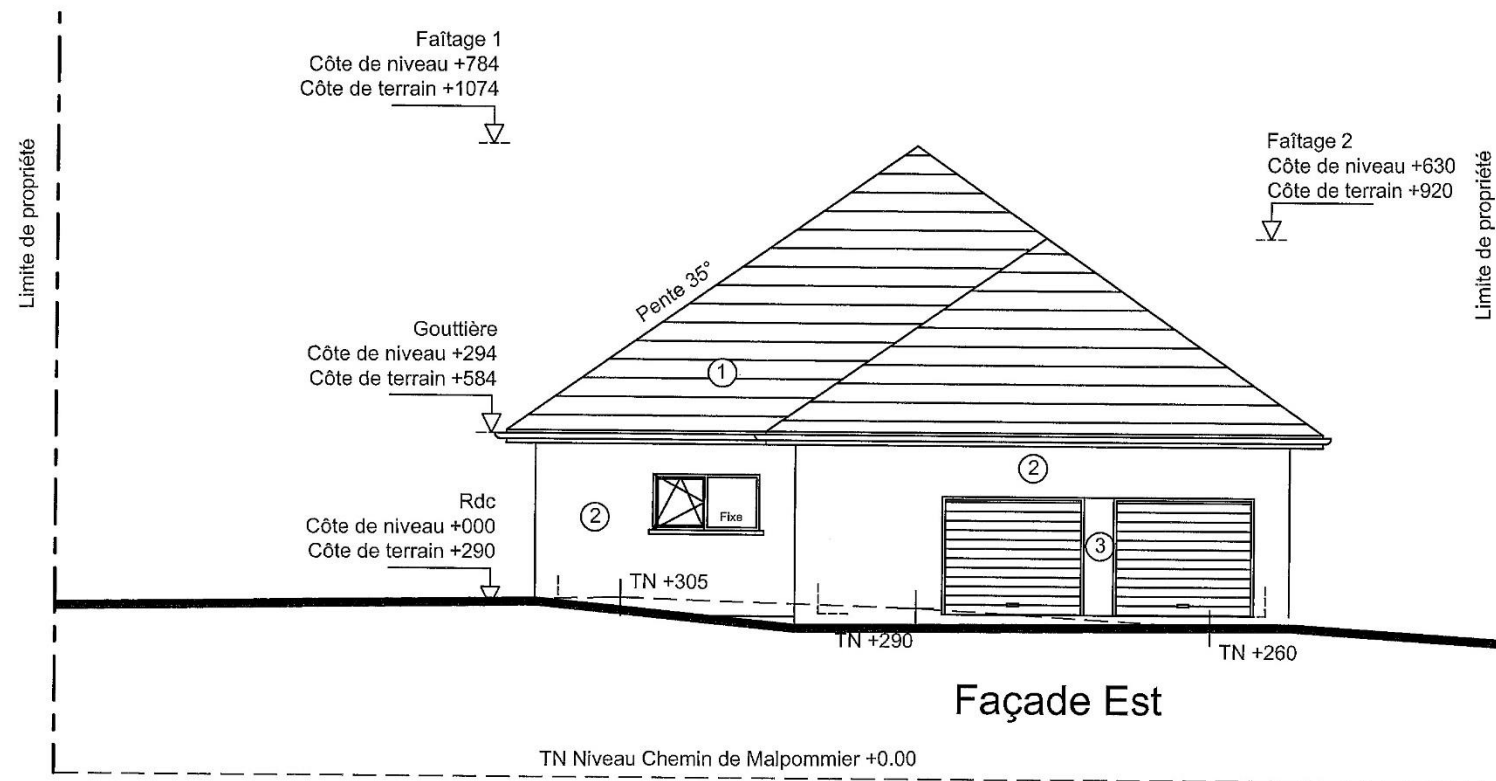 Faîtage 1
Côte de niveau +784
Côte de terrain +1074
Faîtage 2
Côte de niveau +630
Côte de terrain +920
Limite de propriété
Limite de propriété
Pente 35°
Gouttière
Côte de niveau +294
Côte de terrain +584
1
2
2
Fixe
3
Rdc
Côte de niveau +000
Côte de terrain +290
TN +305
TN +290
TN +260
Façade Est
TN Niveau Chemin de Malpommier +0.00